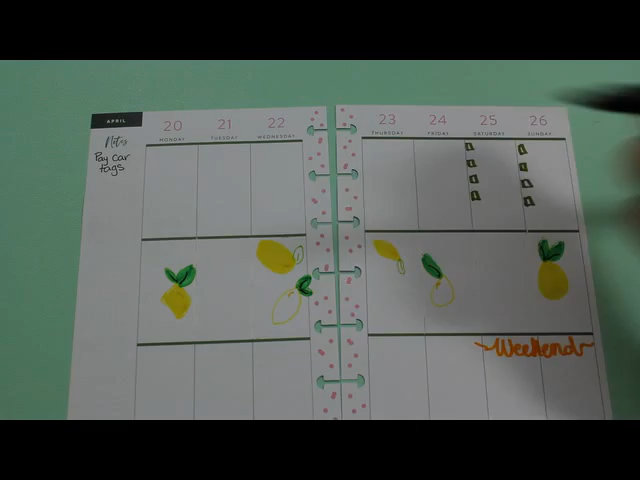 APRIL
Notes
Pay car
tags
20
MONDAY
21
TUESDAY
22
WEDNESDAY
23
THURSDAY
24
FRIDAY
25
SATURDAY
26
SUNDAY
Weekend